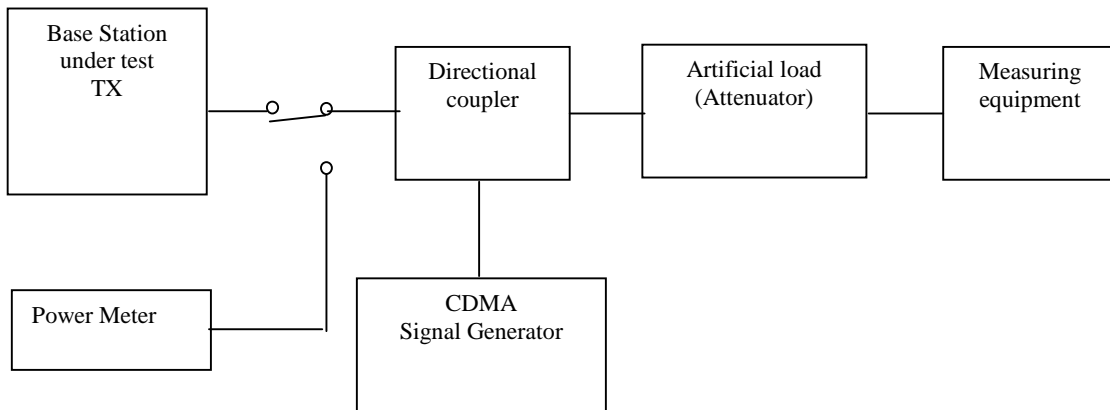 Base Station
under test
TX
Directional
coupler
Artificial load
(Attenuator)
Measuring
equipment
Power Meter
CDMA
Signal Generator